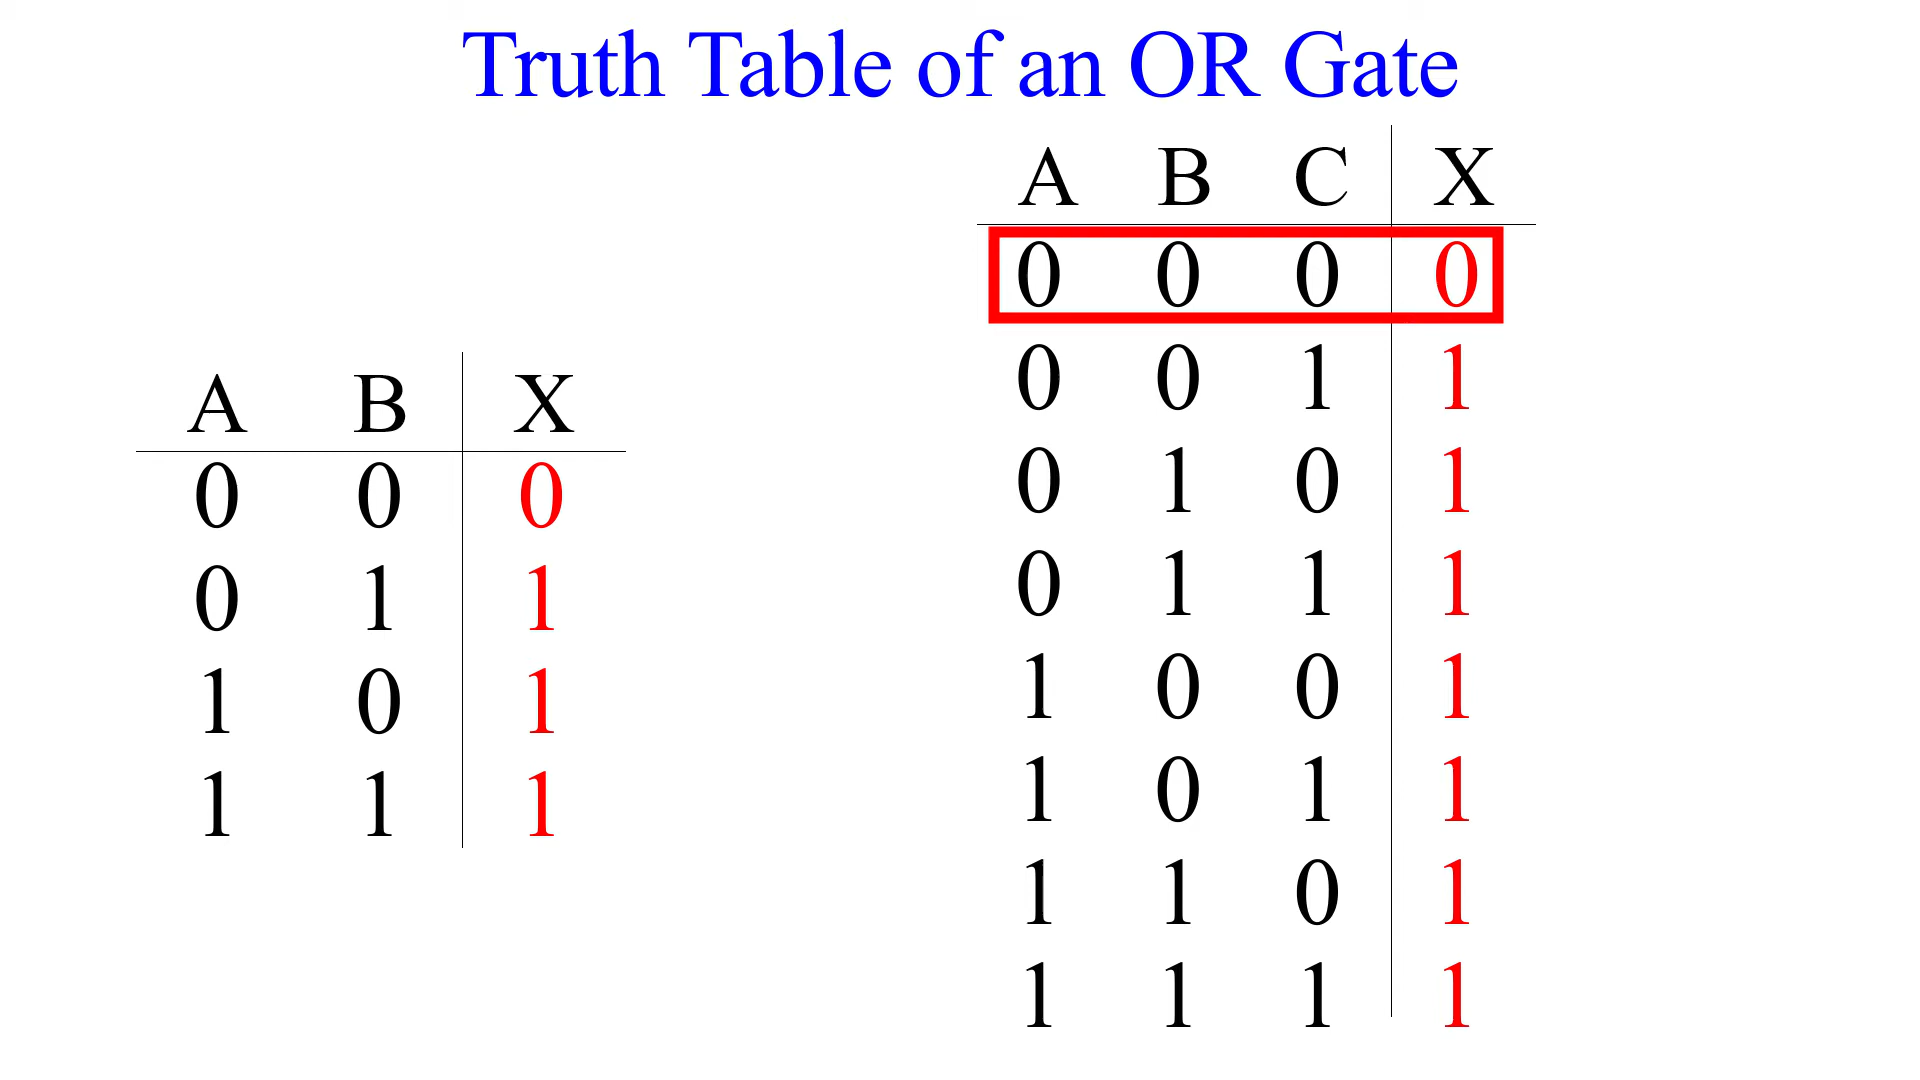 Truth Table of an OR Gate
A B X
0 0 0
0 1 1
1 0 1
1 1 1
A B C X
0 0 0 0
0 0 1 1
0 1 0 1
0 1 1 1
1 0 0 1
1 0 1 1
1 1 0 1
1 1 1 1